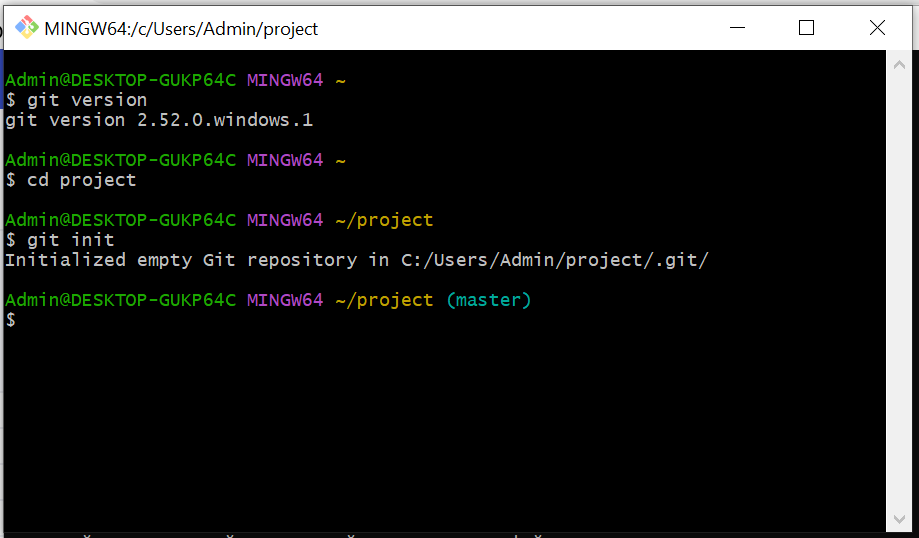 MINGW64:/c/Users/Admin/project
Admin@DESKTOP-GUKP64C MINGW64 ~
$ git version
git version 2.52.0.windows.1
Admin@DESKTOP-GUKP64C MINGW64 ~
$ cd project
Admin@DESKTOP-GUKP64C MINGW64 ~/project
$ git init
Initialized empty Git repository in C:/Users/Admin/project/.git/
Admin@DESKTOP-GUKP64C MINGW64 ~/project (master)
$